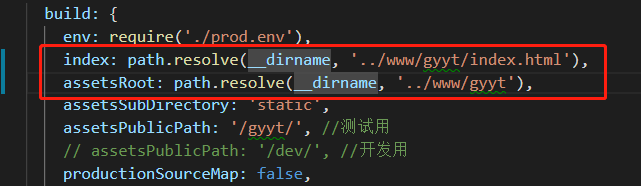 build: {
env: require('./prod.env'),
index: path.resolve(__dirname, '../www/gyyt/index.html'),
assetsRoot: path.resolve(__dirname, '../www/gyyt'),
assetsSubDirectory: 'static',
assetsPublicPath: '/gyyt/', //测试用
// assetsPublicPath: '/dev/', //开发用
productionSourceMap: false,